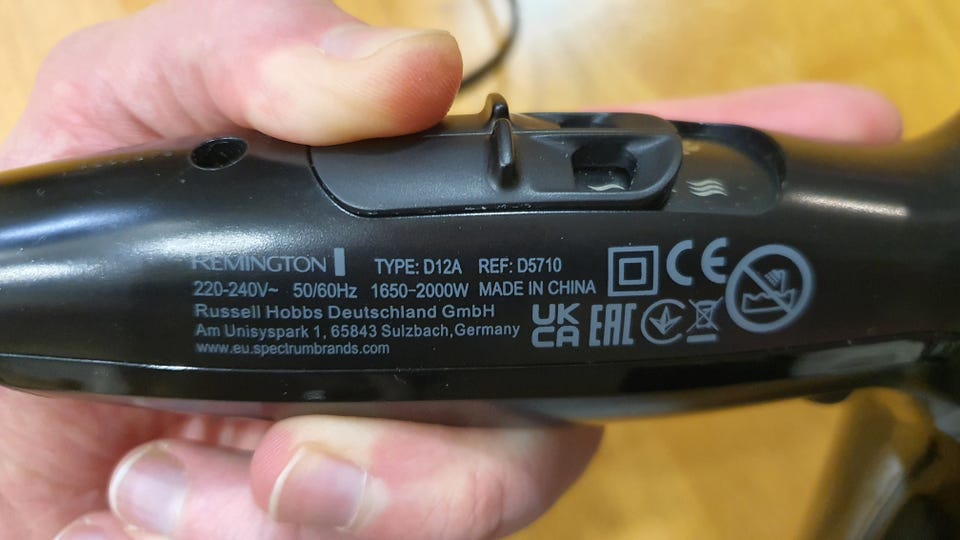 REMINGTON TYPE: D12A REF: D5710
220-240V~ 50/60Hz 1650-2000W MADE IN CHINA
Russell Hobbs Deutschland GmbH
Am Unisyspark 1, 65843 Sulzbach,Germany
www.eu.spectrumbrands.com
CE
UK
CA
EAC